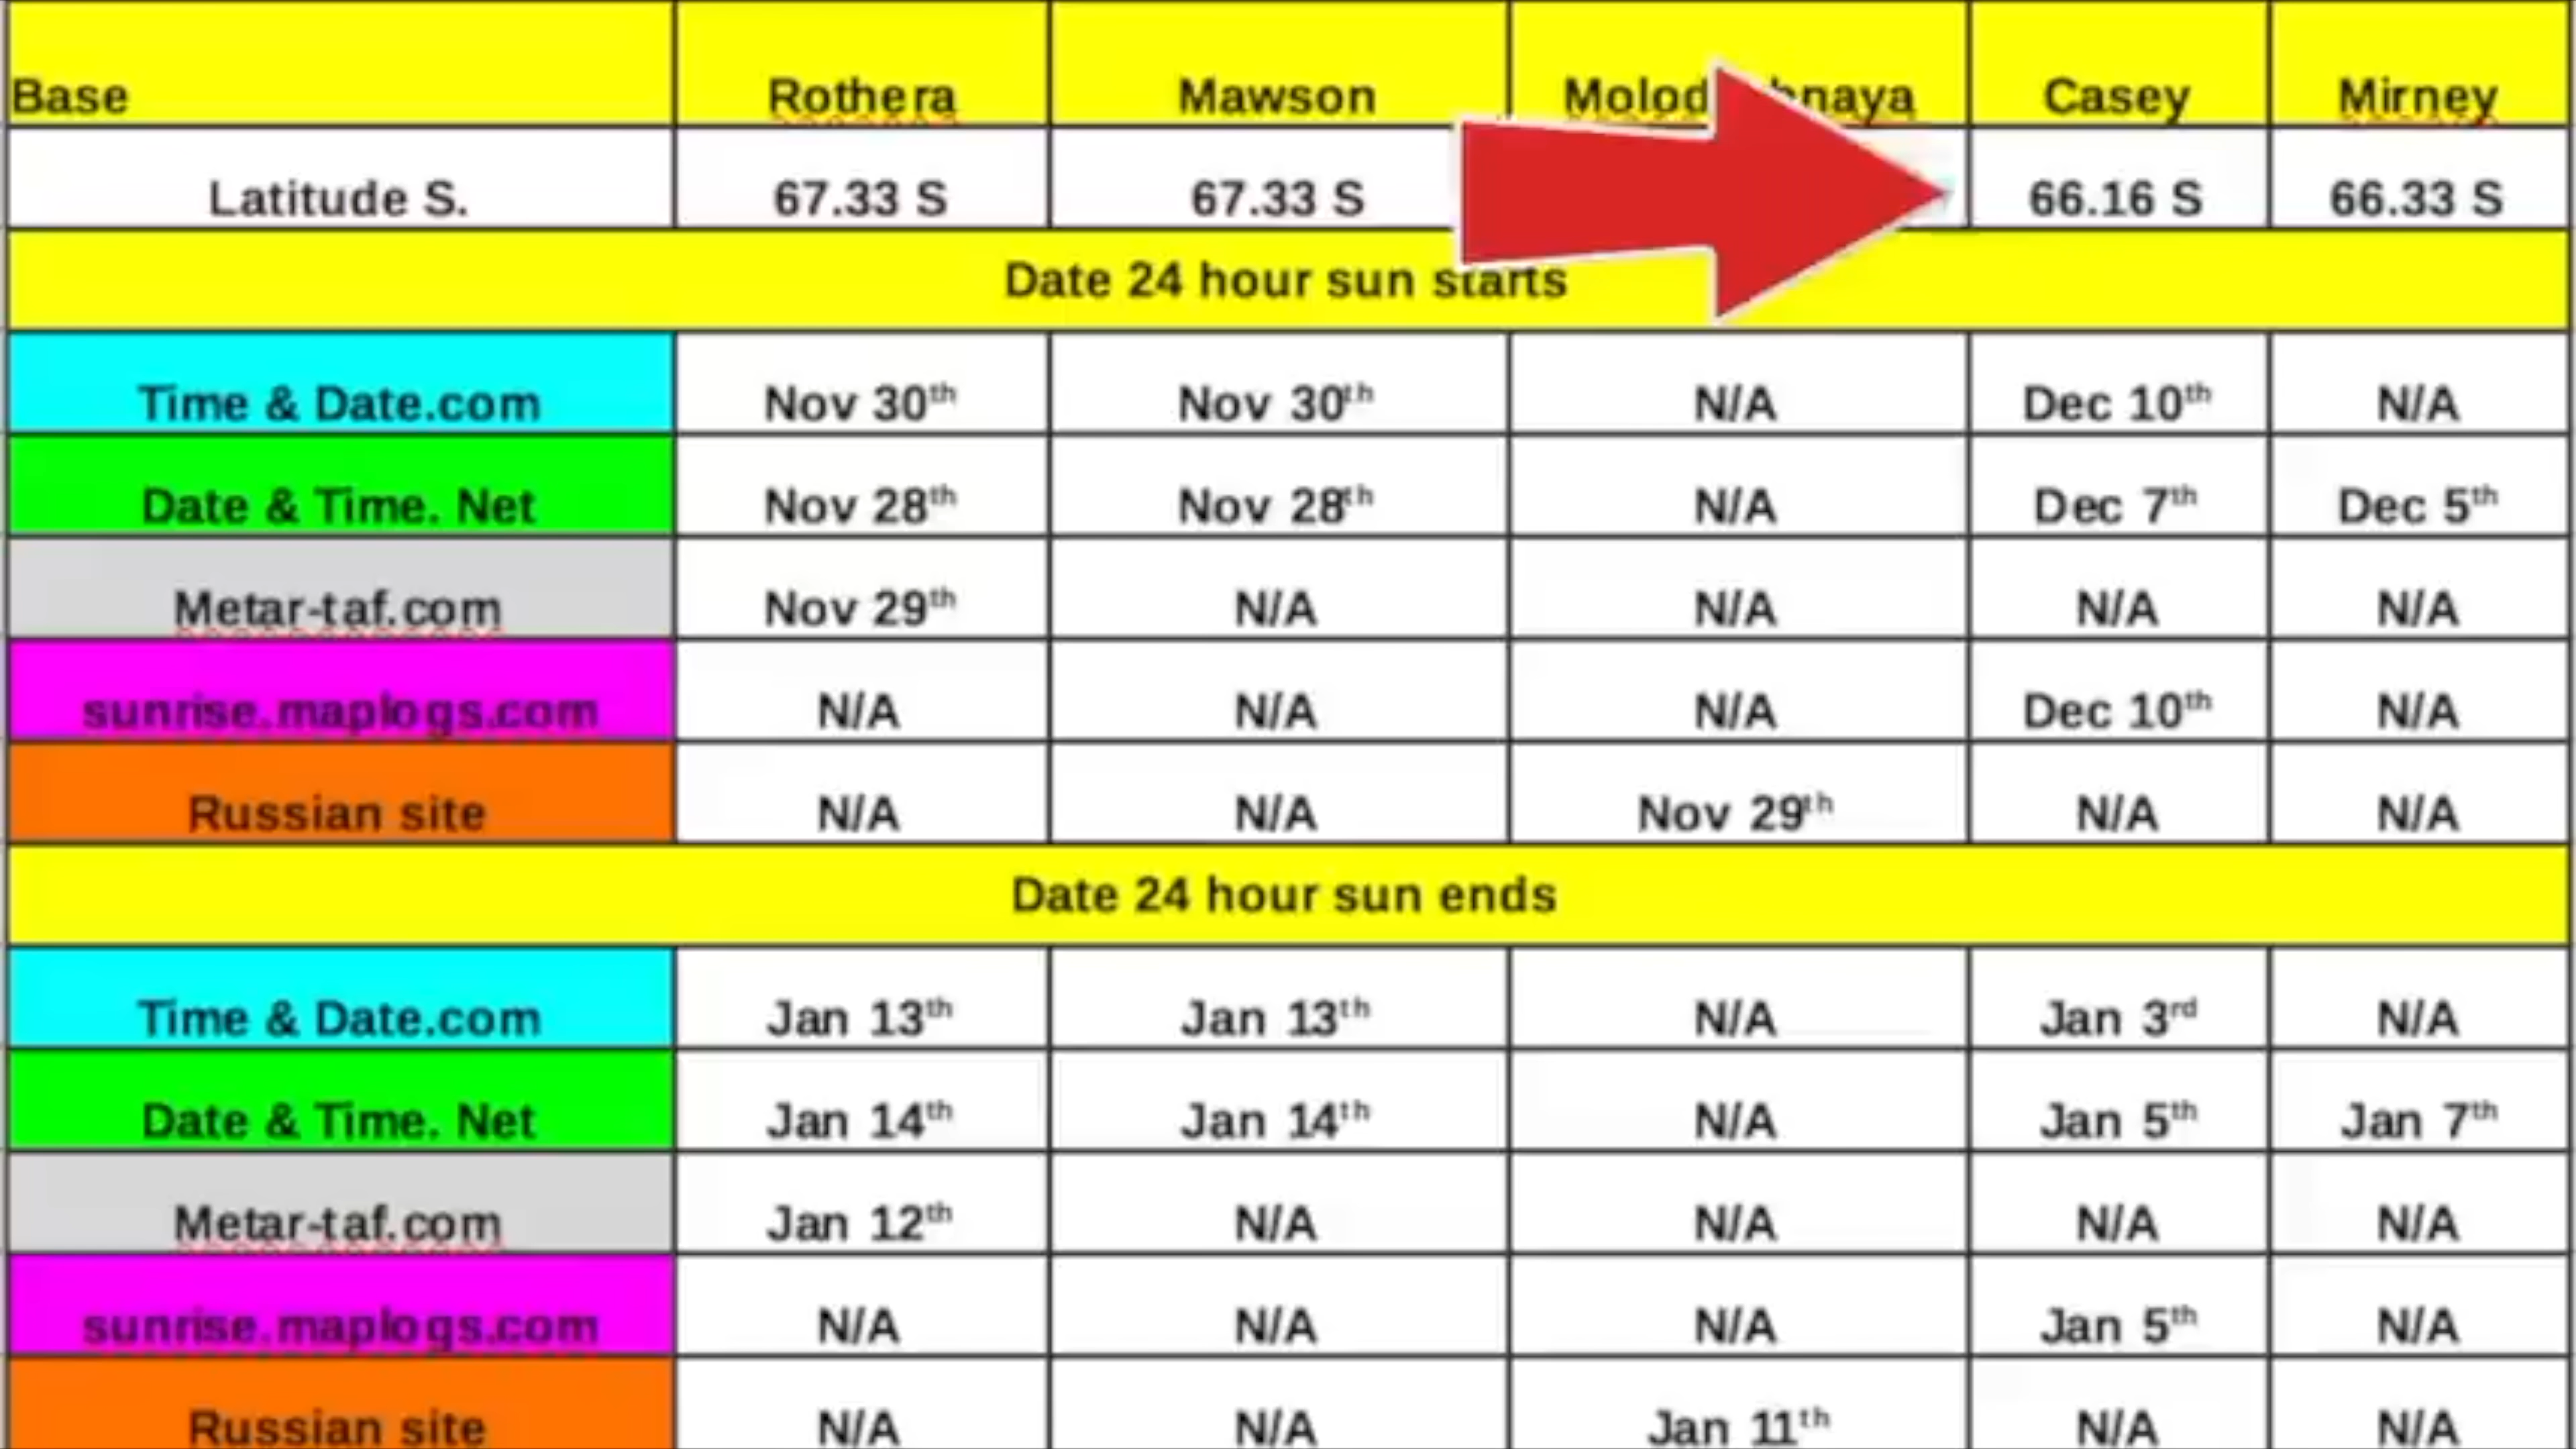 Base Rothera Mawson Casey Mirney
Latitude S. 67.33 S 67.33 S 66.16 S 66.33 S
Date 24 hour sun starts
Time & Date.com Nov 30th Nov 30th N/A Dec 10th N/A
Date & Time. Net Nov 28th Nov 28th N/A Dec 7th Dec 5th
Metar-taf.com Nov 29th N/A N/A N/A N/A
sunrise.maplogs.com N/A N/A N/A Dec 10th N/A
Russian site N/A N/A Nov 29th N/A N/A
Date 24 hour sun ends
Time & Date.com Jan 13th Jan 13th N/A Jan 3rd N/A
Date & Time. Net Jan 14th Jan 14th N/A Jan 5th Jan 7th
Metar-taf.com Jan 12th N/A N/A N/A N/A
sunrise.maplogs.com N/A N/A N/A Jan 5th N/A
Russian site N/A N/A Jan 11th N/A N/A